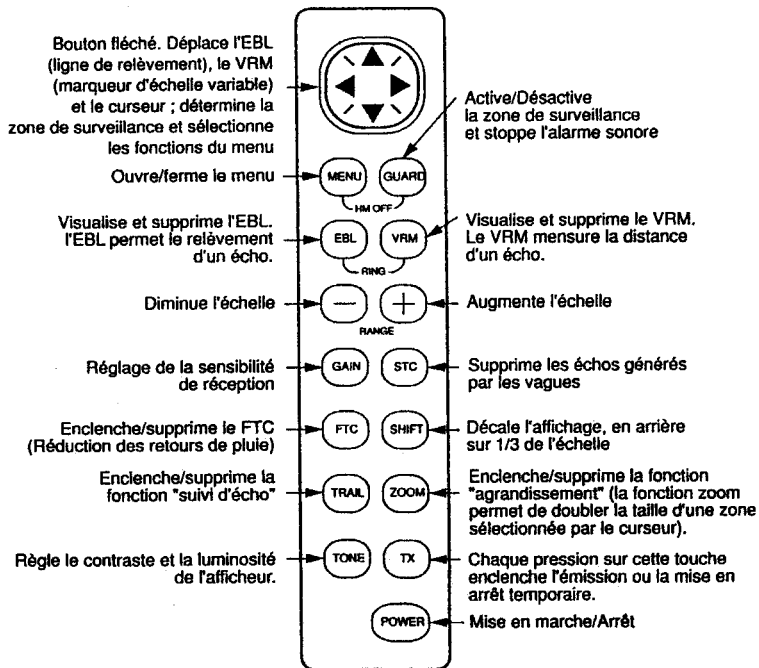 Bouton fléché. Déplace l'EBL
(ligne de relèvement), le VRM
(marqueur d'échelle variable)
et le curseur ; détermine la
zone de surveillance et sélectionne
les fonctions du menu
Active/Désactive
la zone de surveillance
et stoppe l'alarme sonore
Ouvre/ferme le menu
MENU
GUARD
HM OFF
Visualise et supprime l'EBL.
l'EBL permet le relèvement
d'un écho.
EBL
VRM
Visualise et supprime le VRM.
Le VRM mensure la distance
d'un écho.
RING
Diminue l'échelle
—
+
Augmente l'échelle
RANGE
Réglage de la sensibilité
de réception
GAIN
STC
Supprime les échos générés
par les vagues
Enclenche/supprime le FTC
(Réduction des retours de pluie)
FTC
SHIFT
Décale l'affichage, en arrière
sur 1/3 de l'échelle
Enclenche/supprime la
fonction "suivi d'écho"
TRAIL
ZOOM
Enclenche/supprime la fonction
"agrandissement" (la fonction zoom
permet de doubler la taille d'une zone
sélectionnée par le curseur).
Règle le contraste et la luminosité
de l'afficheur.
TONE
TX
Chaque pression sur cette touche
enclenche l'émission ou la mise en
arrêt temporaire.
POWER
Mise en marche/Arrêt